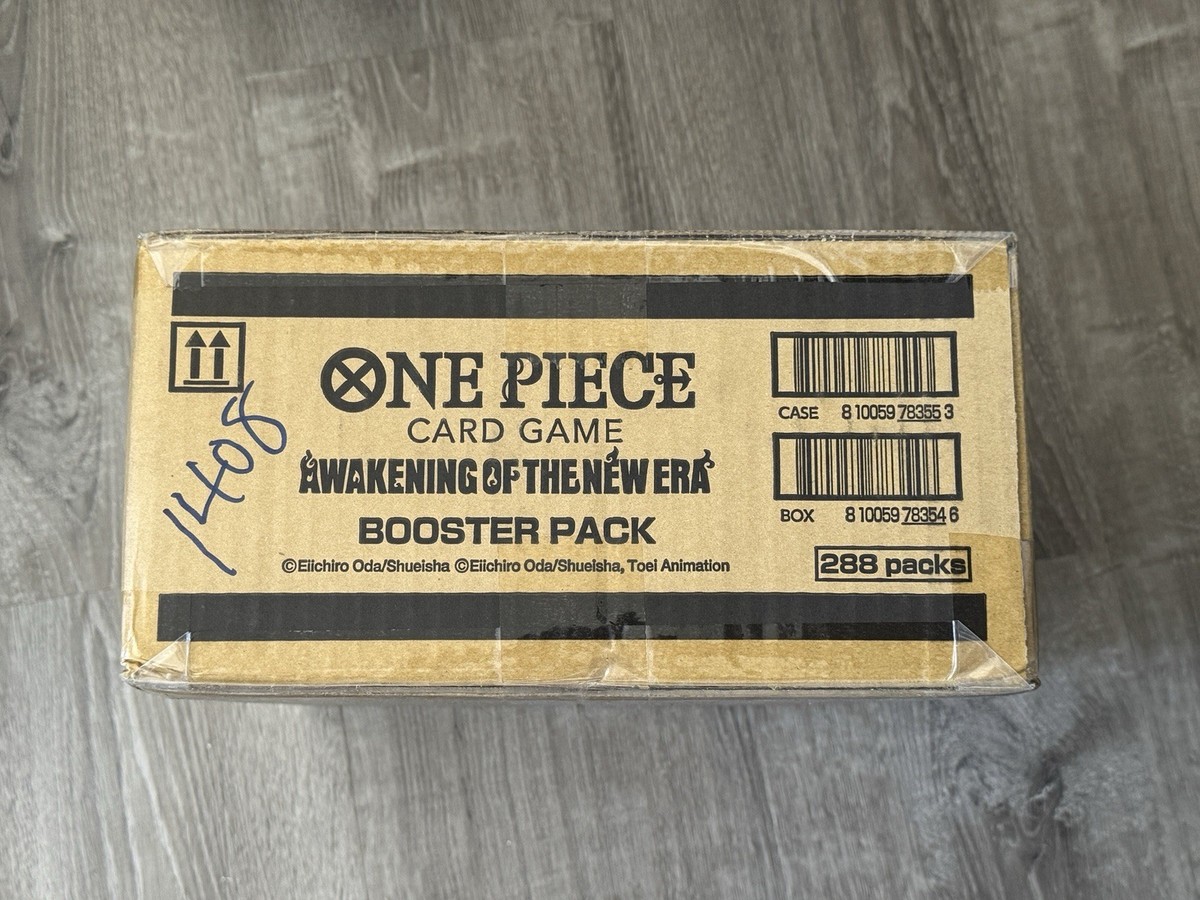 ONE PIECE
CARD GAME
AWAKENING OF THE NEW ERA
BOOSTER PACK
©Eiichiro Oda/Shueisha ©Eiichiro Oda/Shueisha, Toei Animation
1408
CASE 8 10059 78355 3
BOX 8 10059 78354 6
288 packs